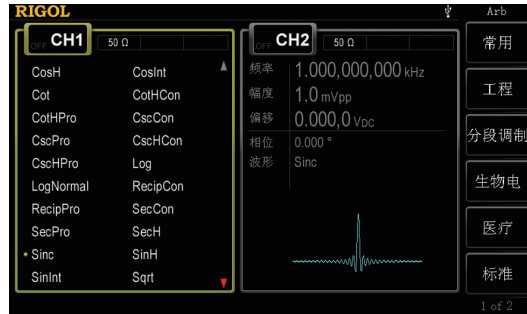 RIGOL
Arb
OFF CH1 50 Ω
CosH CosInt
Cot CotHCon
CotHPro CscCon
CscPro CscHCon
CscHPro Log
LogNormal RecipCon
RecipPro SecCon
SecPro SecH
Sinc SinH
SinInt Sqrt
OFF CH2 50 Ω
频率 1.000,000,000 kHz
幅度 1.0 mVpp
偏移 0.000,0 VDC
相位 0.000 °
波形 Sinc
常用
工程
分段调制
生物电
医疗
标准
1 of 2